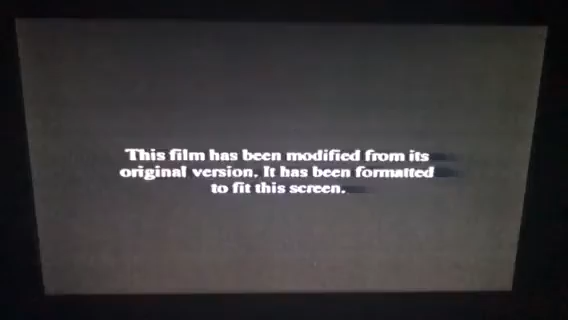 This film has been modified from its
original version. It has been formatted
to fit this screen.